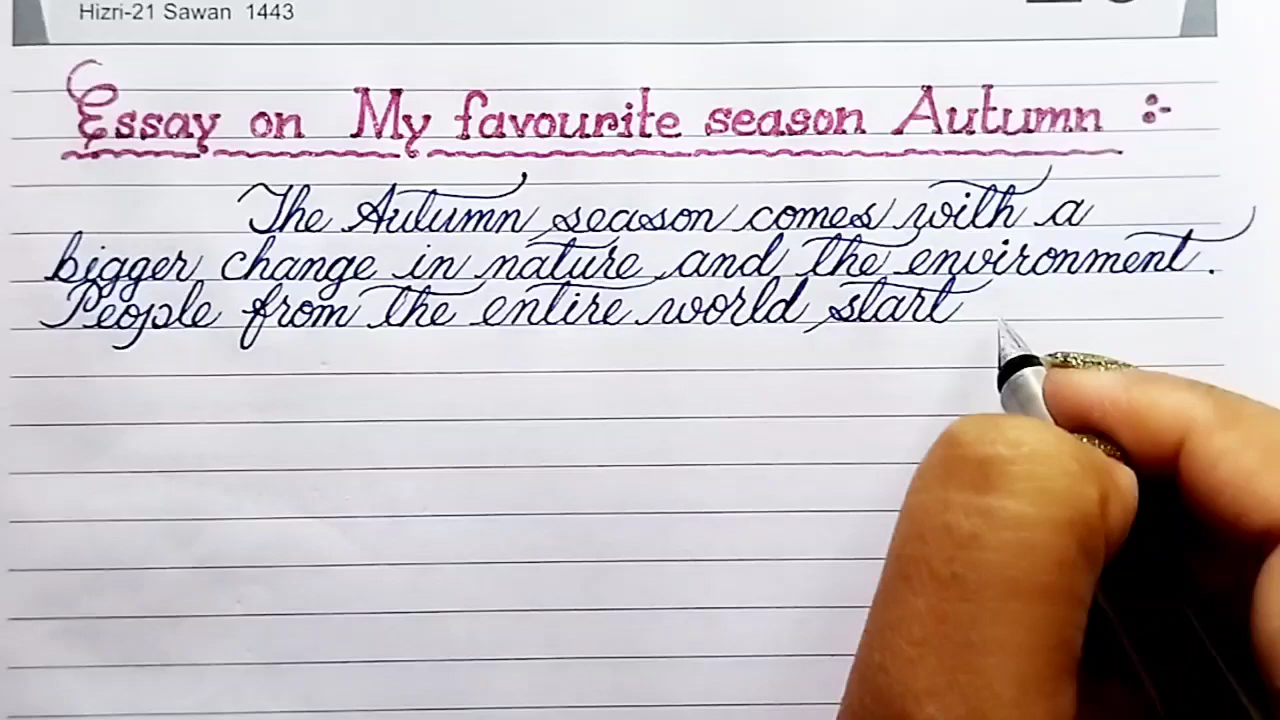 Hizri-21 Sawan 1443
Essay on My favourite season Autumn :-
The Autumn season comes with a
bigger change in nature and the environment.
People from the entire world start